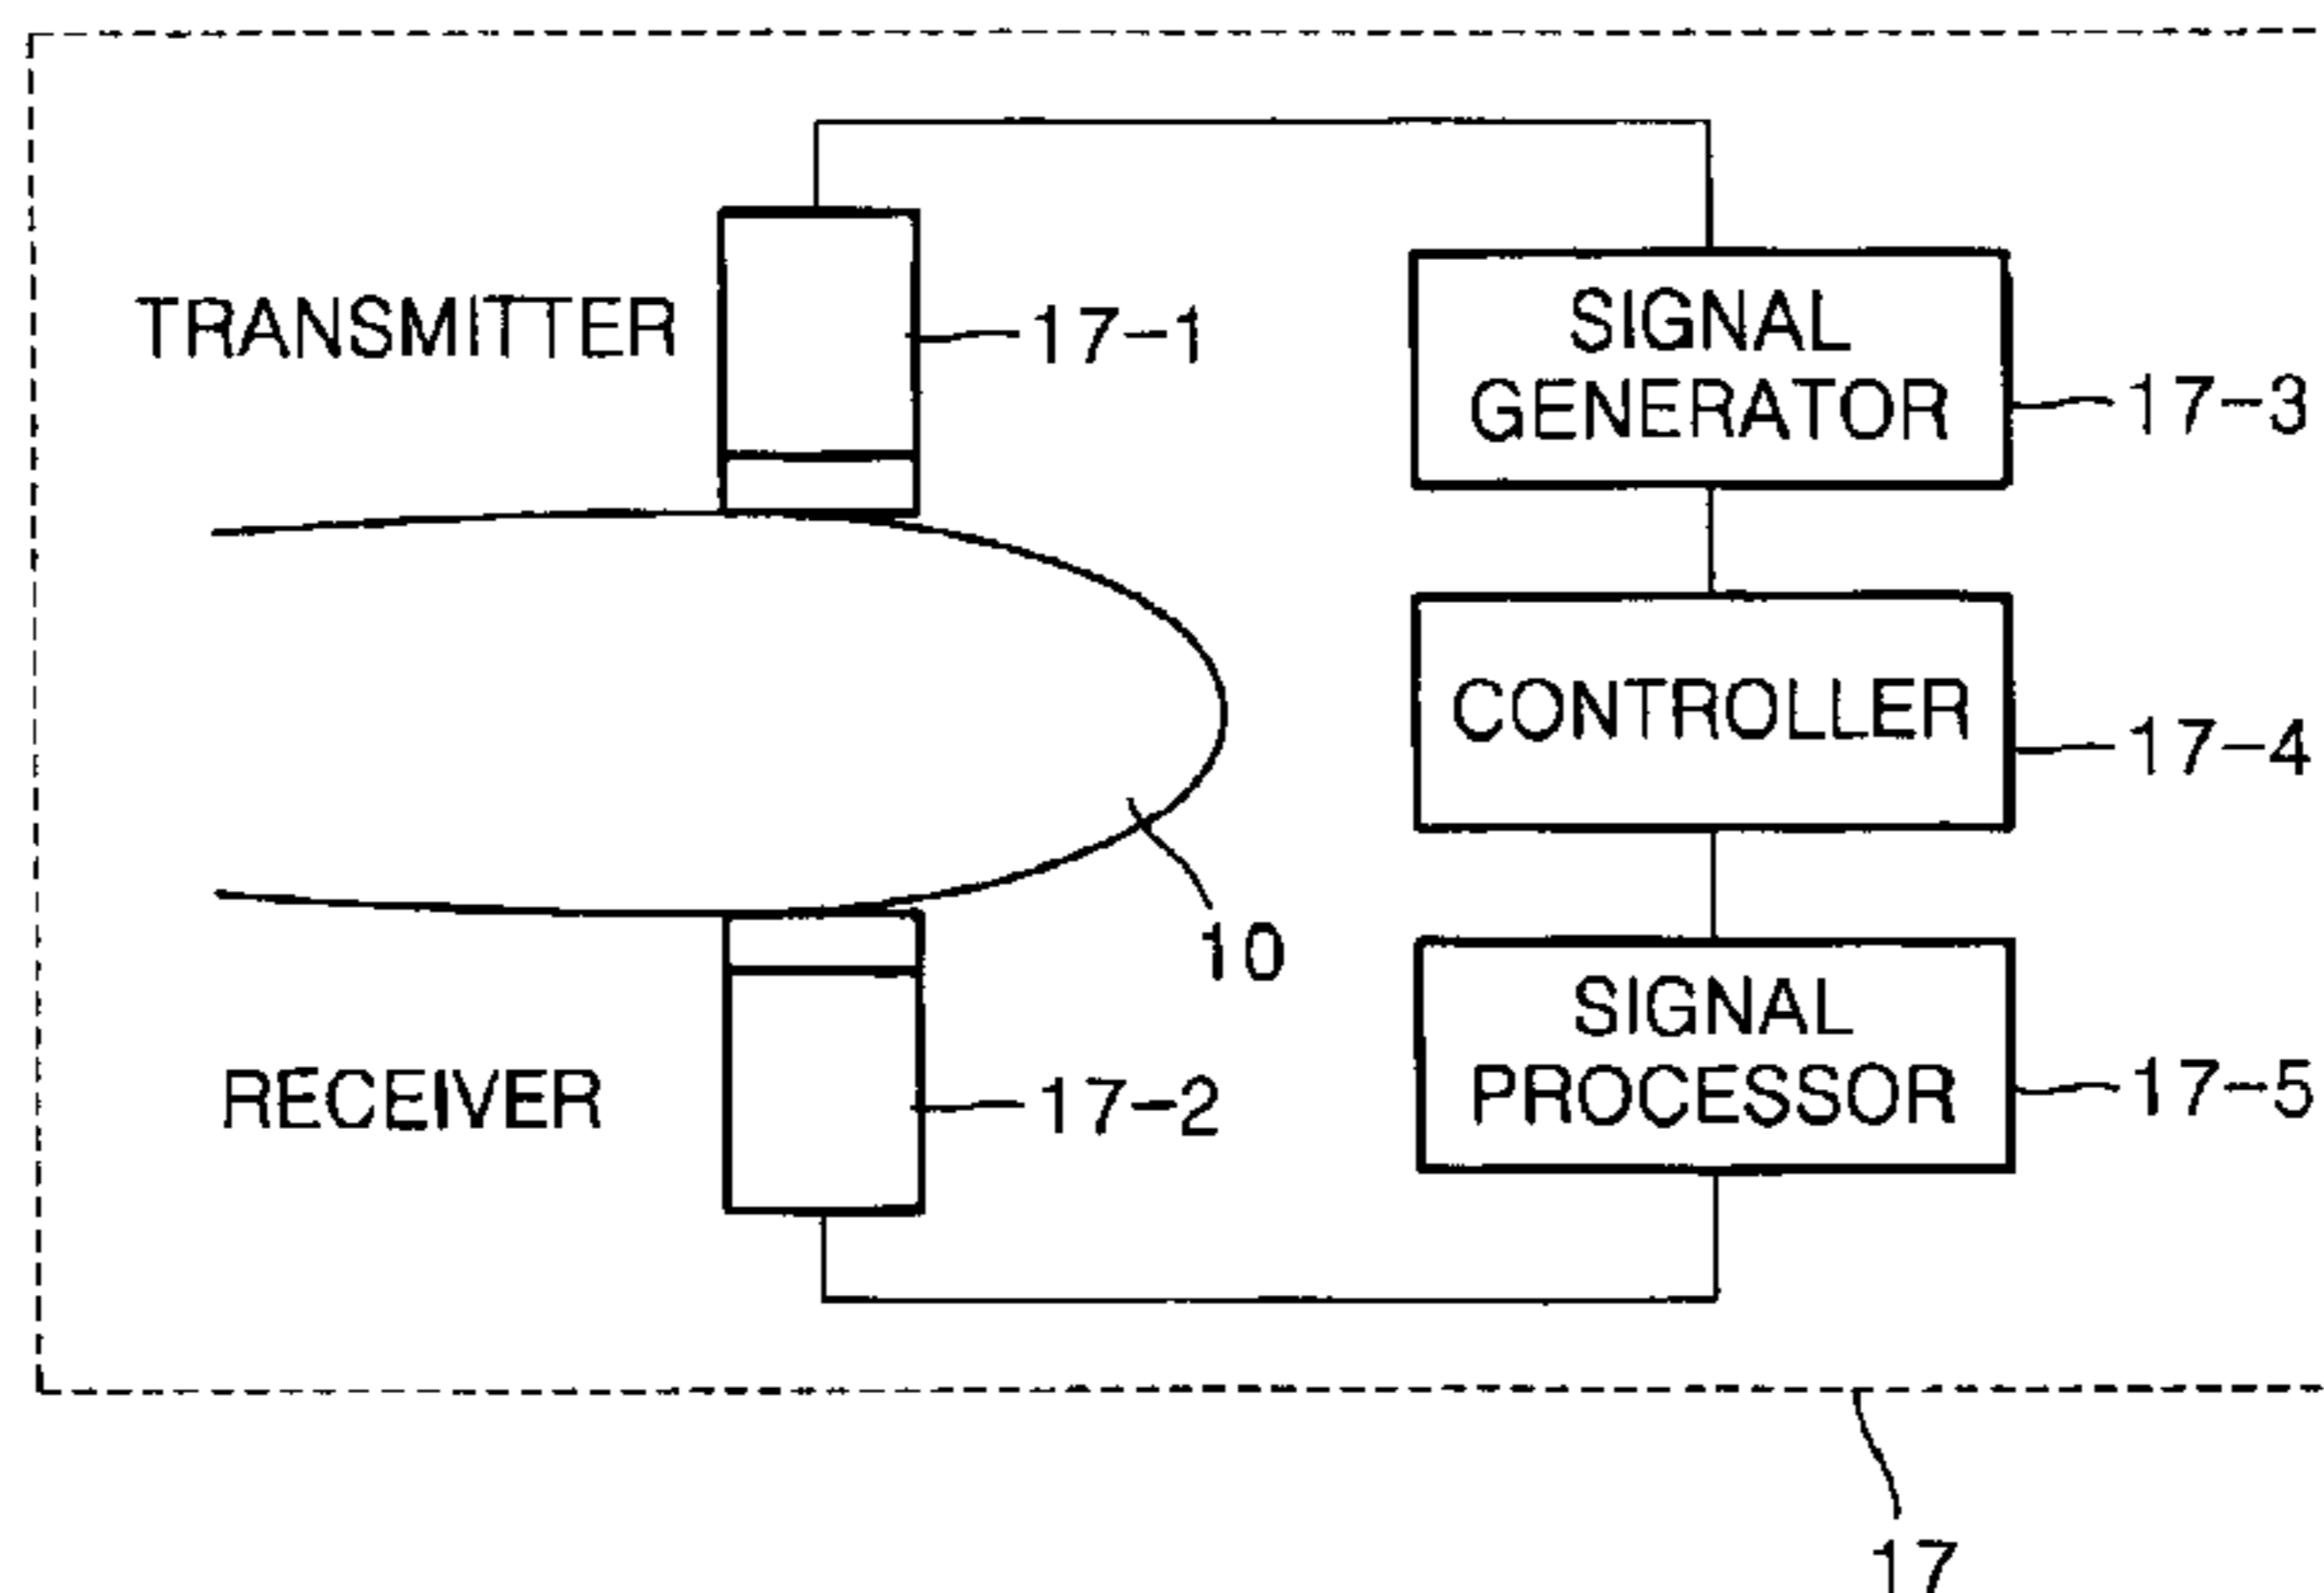 TRANSMITTER
17-1
SIGNAL
GENERATOR
17-3
CONTROLLER
17-4
10
SIGNAL
PROCESSOR
17-5
RECEIVER
17-2
17